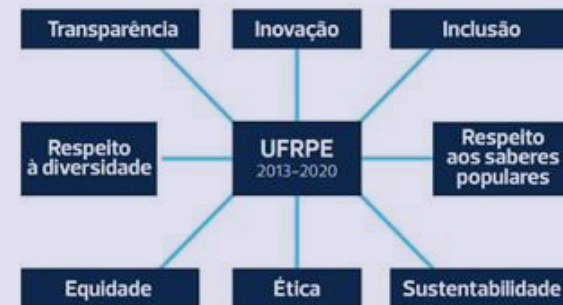 Transparência
Inovação
Inclusão
Respeito
à diversidade
UFRPE
2013-2020
Respeito
aos saberes
populares
Equidade
Ética
Sustentabilidade